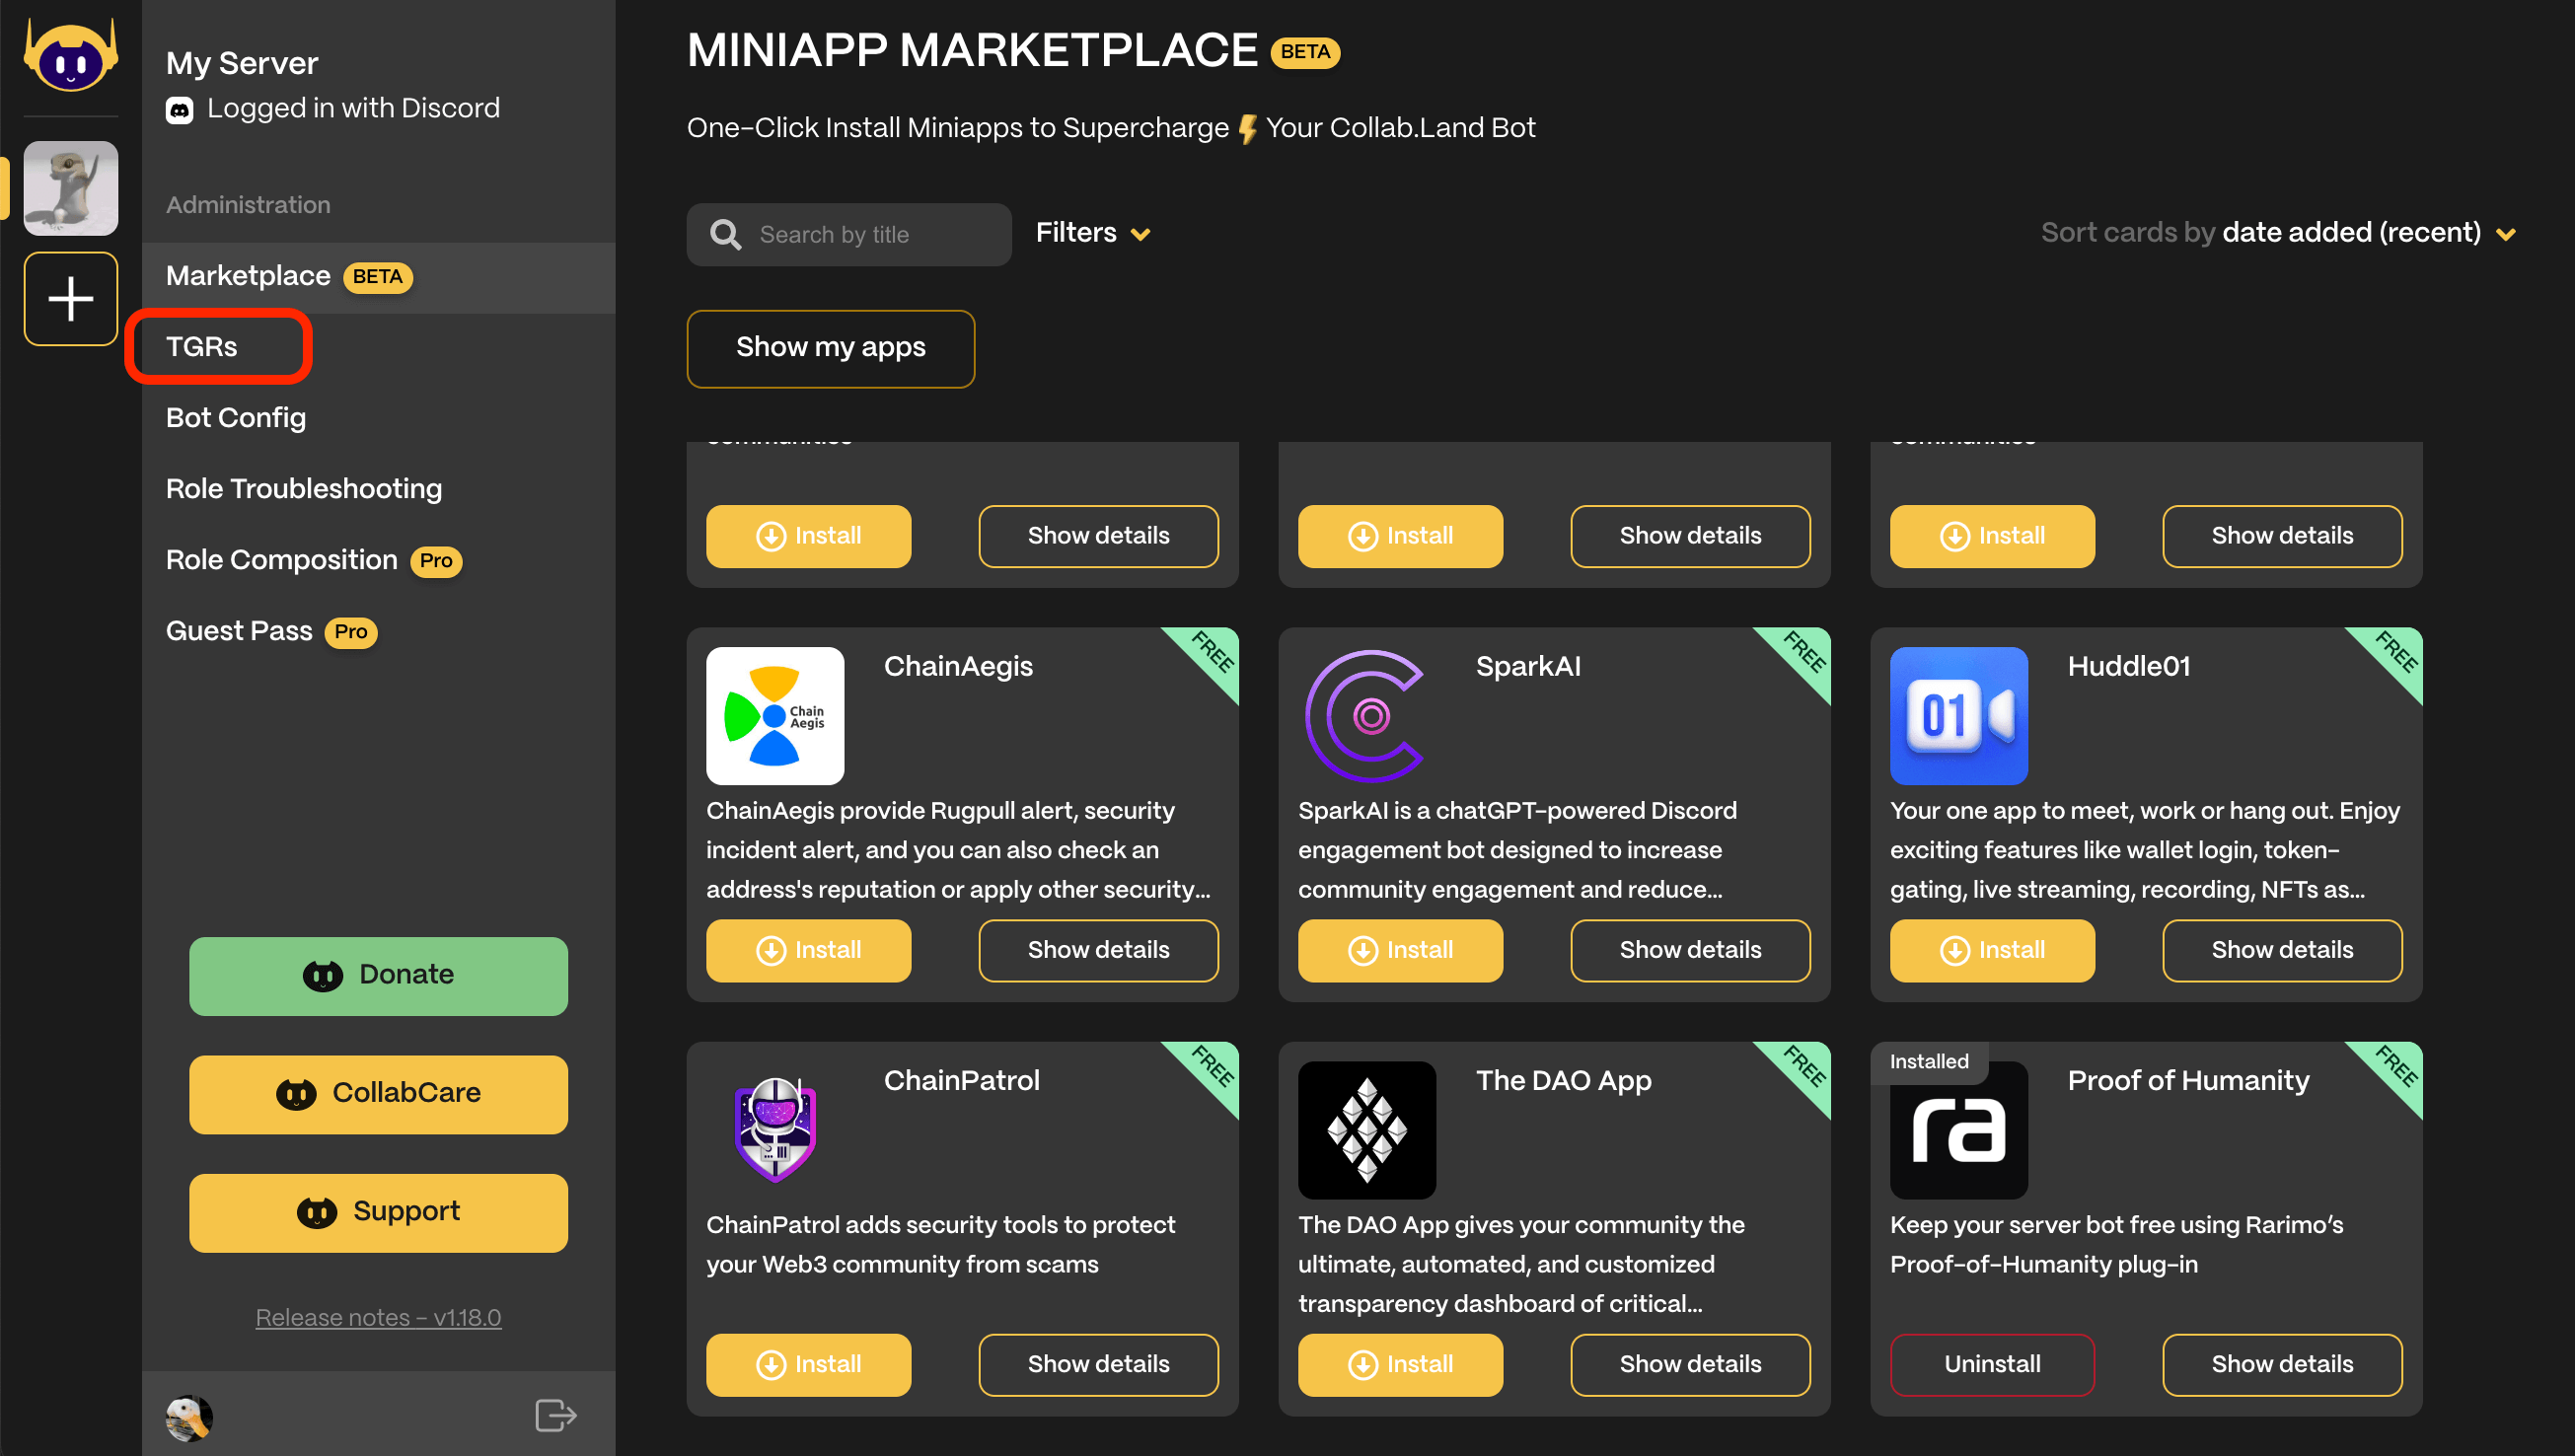 My Server
Logged in with Discord
Administration
Marketplace BETA
TGRs
Bot Config
Role Troubleshooting
Role Composition Pro
Guest Pass Pro
Donate
CollabCare
Support
Release notes - v1.18.0
MINIAPP MARKETPLACE BETA
One-Click Install Miniapps to Supercharge ⚡ Your Collab.Land Bot
Search by title
Filters
Sort cards by date added (recent)
Show my apps
communities
Install
Show details
Install
Show details
communities
Install
Show details
FREE
ChainAegis
Chain
Aegis
ChainAegis provide Rugpull alert, security
incident alert, and you can also check an
address's reputation or apply other security...
Install
Show details
FREE
SparkAI
SparkAI is a chatGPT-powered Discord
engagement bot designed to increase
community engagement and reduce...
Install
Show details
FREE
Huddle01
01
Your one app to meet, work or hang out. Enjoy
exciting features like wallet login, token-
gating, live streaming, recording, NFTs as...
Install
Show details
FREE
ChainPatrol
ChainPatrol adds security tools to protect
your Web3 community from scams
Install
Show details
FREE
The DAO App
The DAO App gives your community the
ultimate, automated, and customized
transparency dashboard of critical...
Install
Show details
Installed
FREE
Proof of Humanity
ra
Keep your server bot free using Rarimo’s
Proof-of-Humanity plug-in
Uninstall
Show details